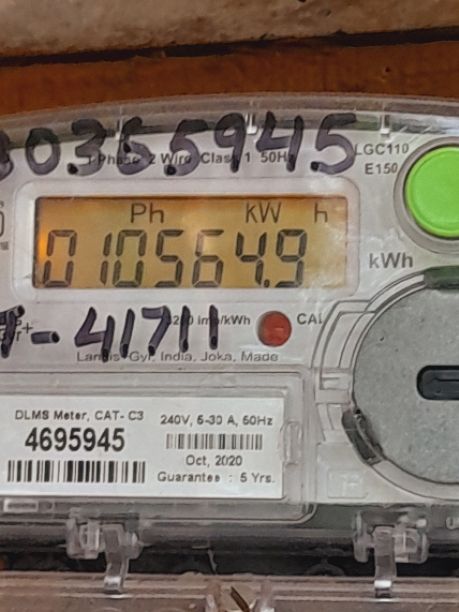 30365945
1 Phase 2 Wire Class 1 50Hz
LGC110
E150
Ph kW h
010564.9
kWh
-41711
3200 imp/kWh CAL
Landis+Gyr, India, Joka, Made
DLMS Meter, CAT- C3
4695945
240V, 5-30 A, 50Hz
Oct, 2020
Guarantee : 5 Yrs.